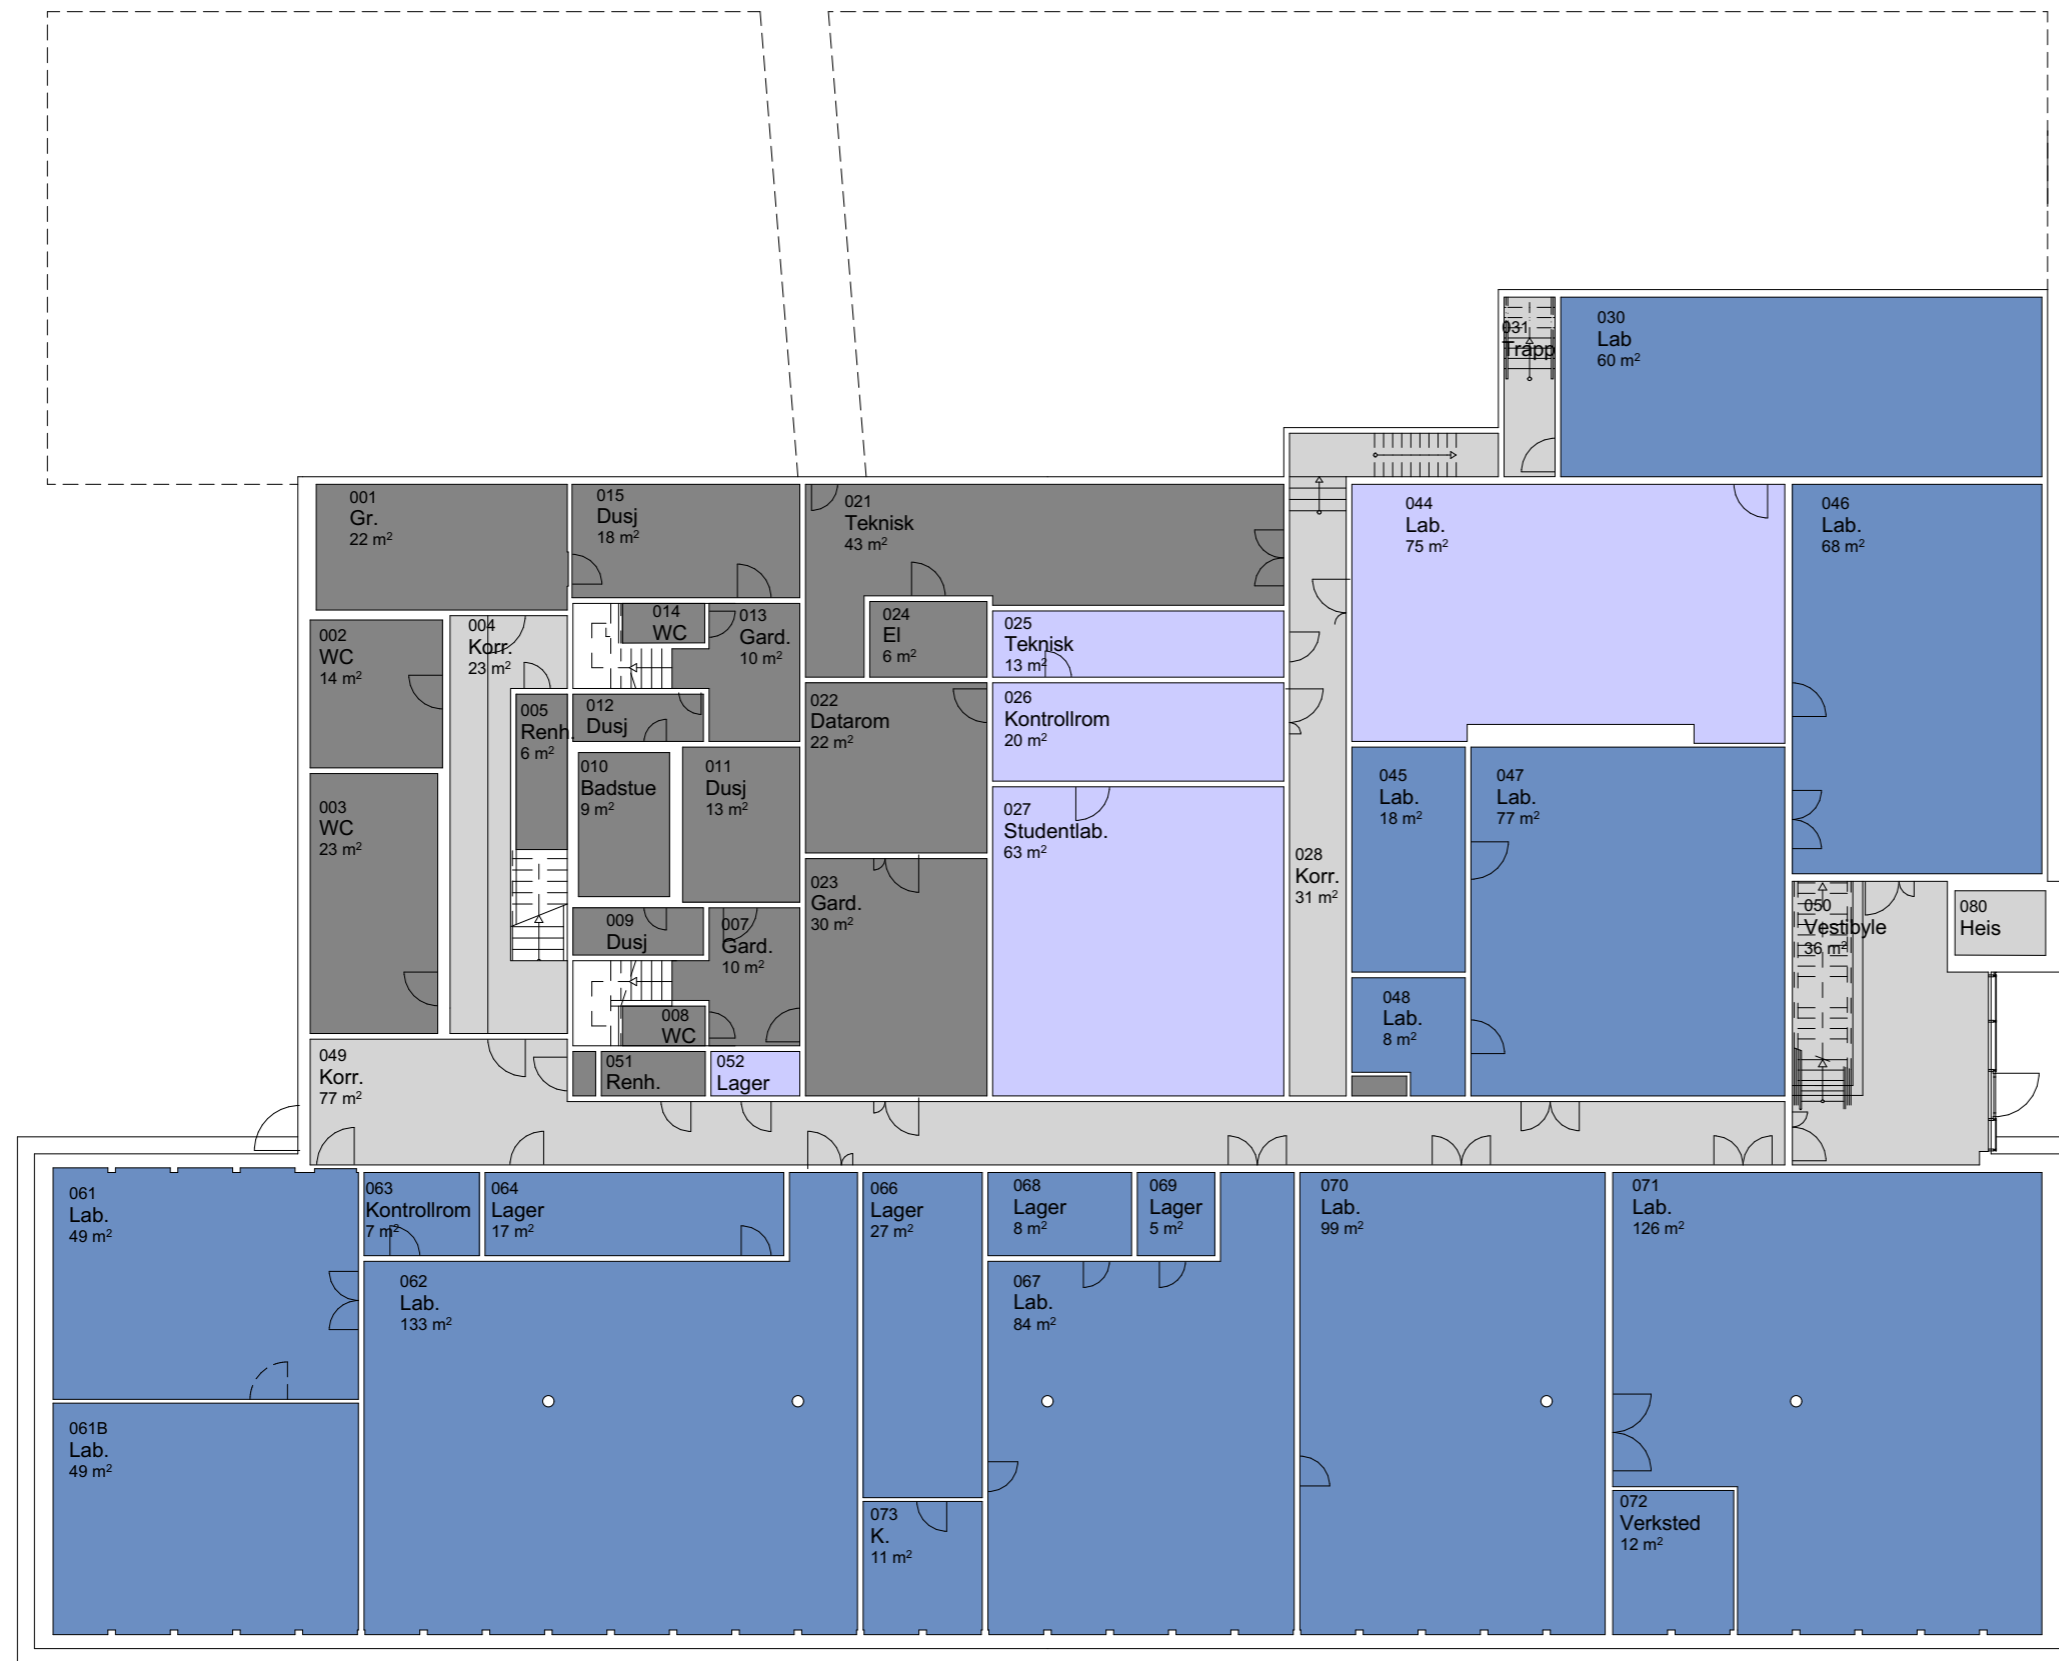 031
Trapp
030
Lab
60 m²
001
Gr.
22 m²
015
Dusj
18 m²
021
Teknisk
43 m²
044
Lab.
75 m²
046
Lab.
68 m²
002
WC
14 m²
004
Korr.
23 m²
014
WC
013
Gard.
10 m²
024
El
6 m²
025
Teknisk
13 m²
005
Renh.
6 m²
012
Dusj
022
Datarom
22 m²
026
Kontrollrom
20 m²
003
WC
23 m²
010
Badstue
9 m²
011
Dusj
13 m²
027
Studentlab.
63 m²
045
Lab.
18 m²
047
Lab.
77 m²
028
Korr.
31 m²
023
Gard.
30 m²
009
Dusj
007
Gard.
10 m²
050
Vestibyle
36 m²
080
Heis
048
Lab.
8 m²
008
WC
049
Korr.
77 m²
051
Renh.
052
Lager
061
Lab.
49 m²
063
Kontrollrom
7 m²
064
Lager
17 m²
066
Lager
27 m²
068
Lager
8 m²
069
Lager
5 m²
070
Lab.
99 m²
071
Lab.
126 m²
062
Lab.
133 m²
067
Lab.
84 m²
061B
Lab.
49 m²
073
K.
11 m²
072
Verksted
12 m²